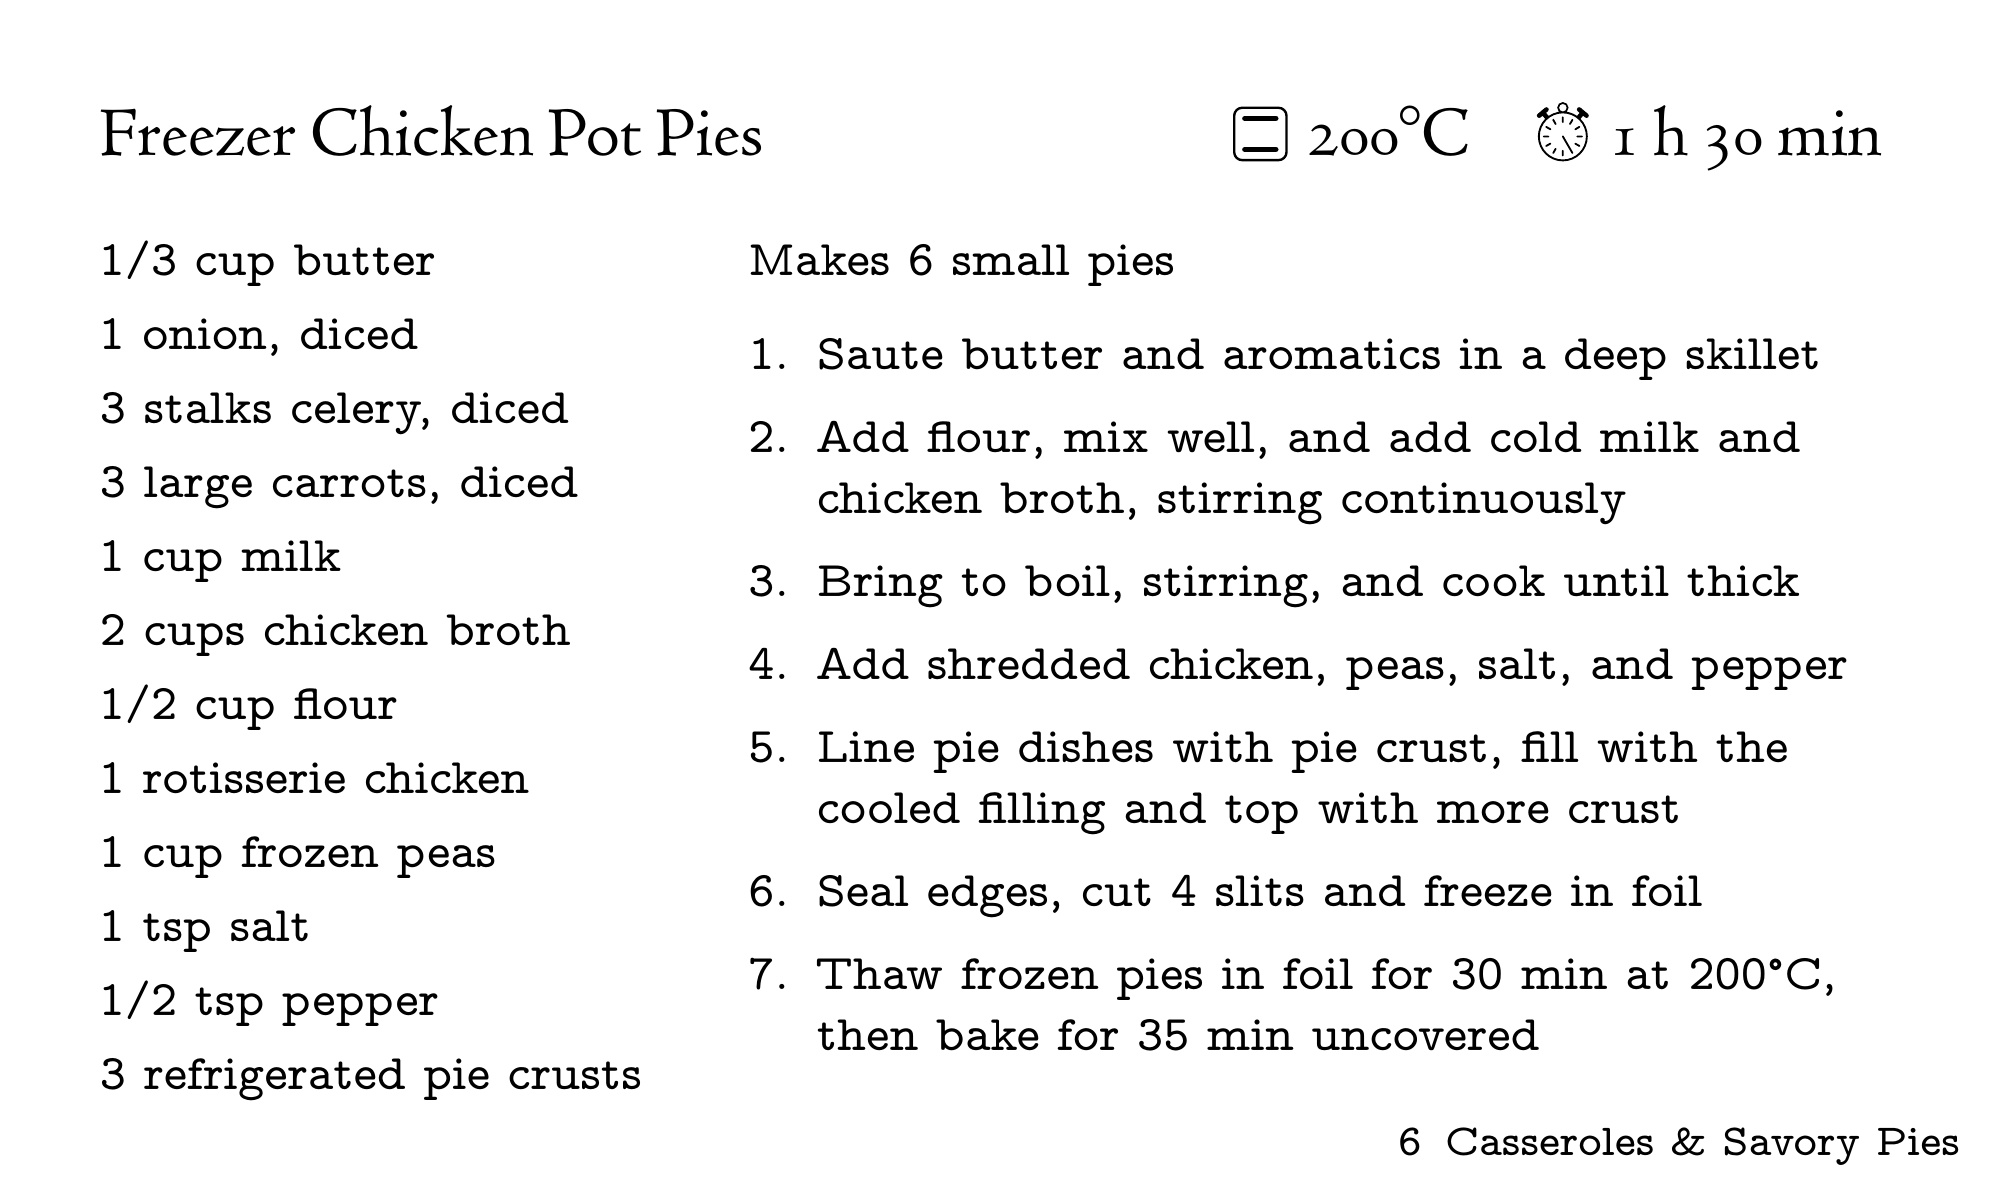 Freezer Chicken Pot Pies
200°C 1 h 30 min
1/3 cup butter
1 onion, diced
3 stalks celery, diced
3 large carrots, diced
1 cup milk
2 cups chicken broth
1/2 cup flour
1 rotisserie chicken
1 cup frozen peas
1 tsp salt
1/2 tsp pepper
3 refrigerated pie crusts
Makes 6 small pies
1. Saute butter and aromatics in a deep skillet
2. Add flour, mix well, and add cold milk and
chicken broth, stirring continuously
3. Bring to boil, stirring, and cook until thick
4. Add shredded chicken, peas, salt, and pepper
5. Line pie dishes with pie crust, fill with the
cooled filling and top with more crust
6. Seal edges, cut 4 slits and freeze in foil
7. Thaw frozen pies in foil for 30 min at 200°C,
then bake for 35 min uncovered
6 Casseroles & Savory Pies